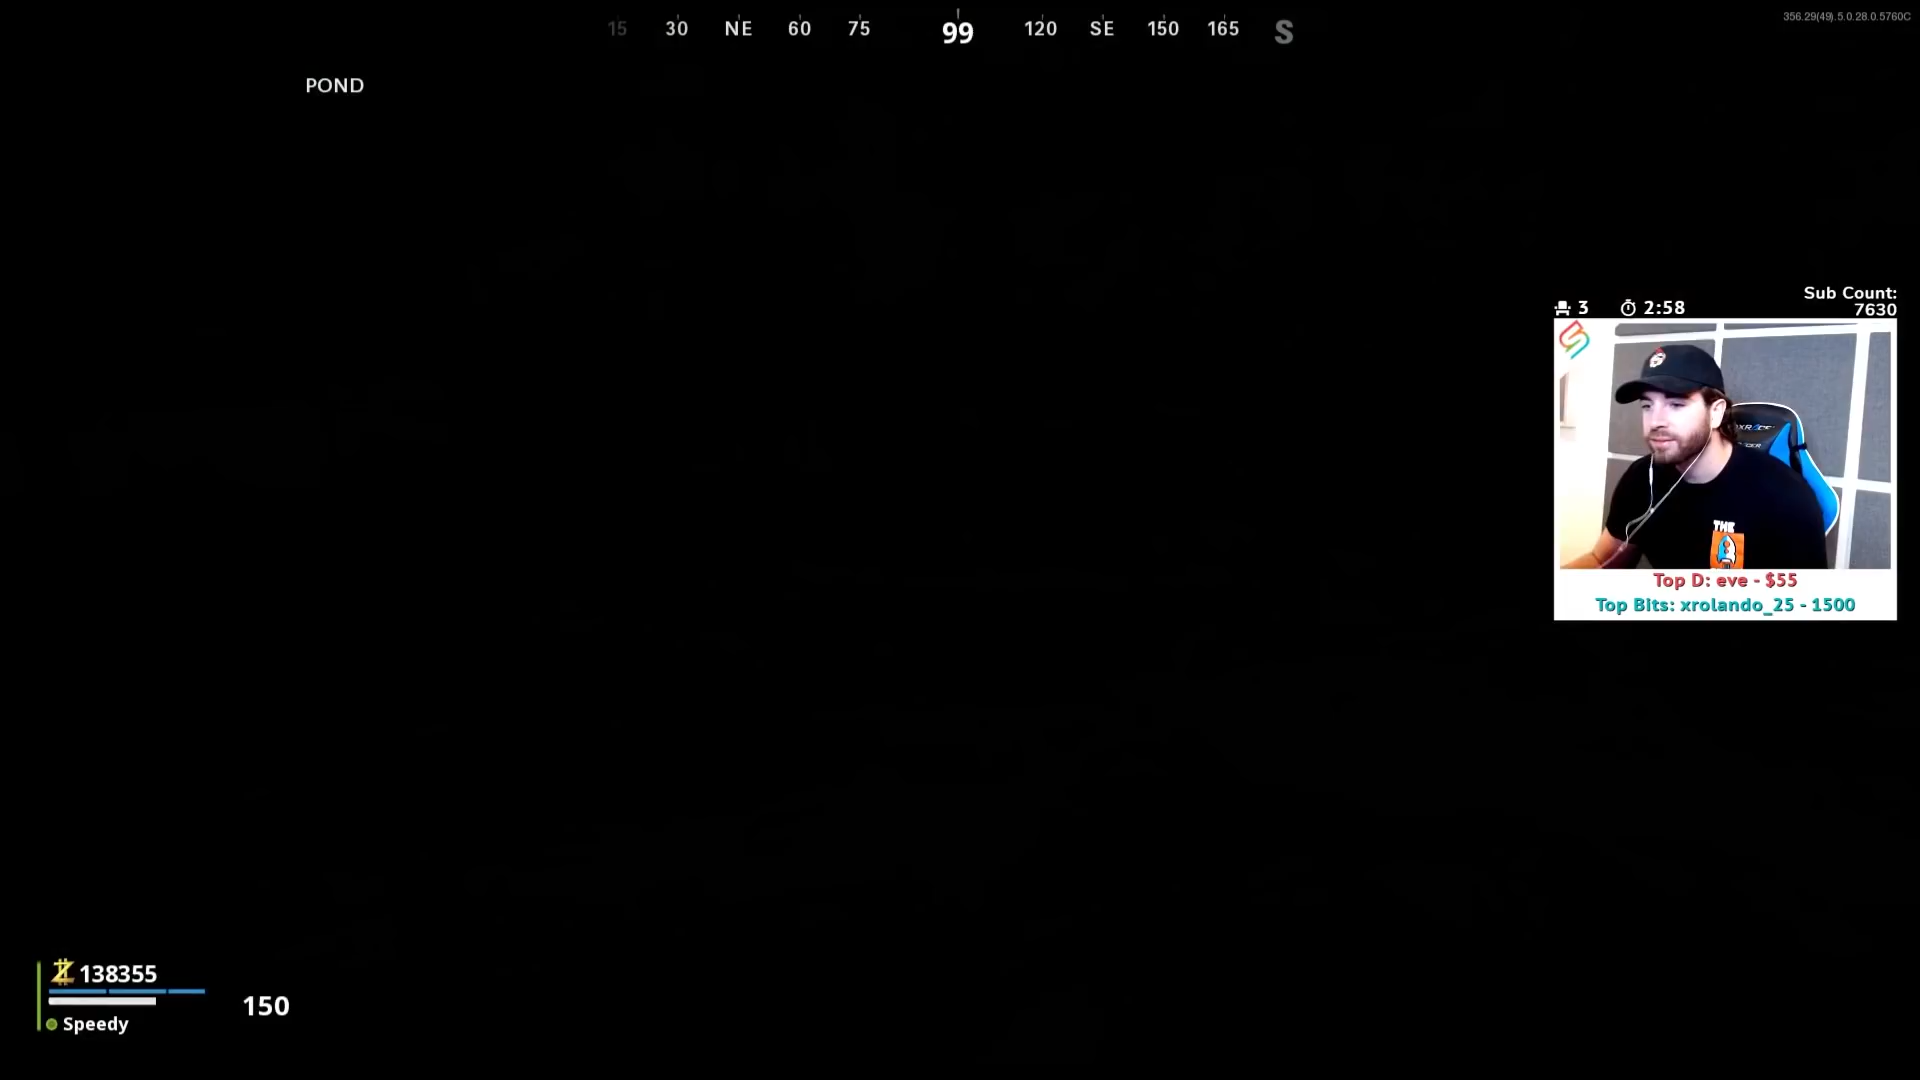 15 30 NE 60 75 99 120 SE 150 165 S
356.29(49).5.0.28.0.5760C
POND
Sub Count:
3 2:58 7630
THE
Top D: eve - $55
Top Bits: xrolando_25 - 1500
138355
150
Speedy